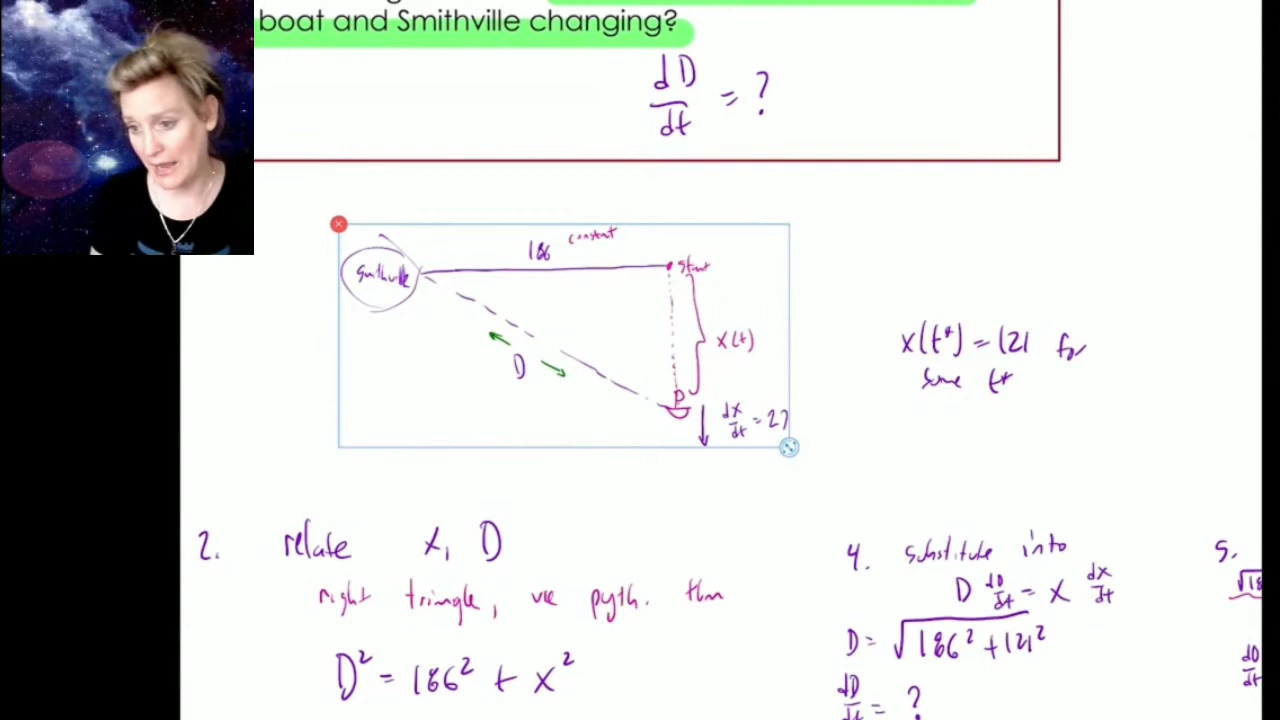 boat and Smithville changing?
dD/dt = ?
186 constant
Smithville
start
x(t)
D
dx/dt = 27
x(t*) = 121 for
some t*
2. relate x, D
right triangle, use pyth. thm
D² = 186² + x²
4. substitute into
D dD/dt = x dx/dt
D = √186² + 121²
dD/dt = ?
5.
dD/dt